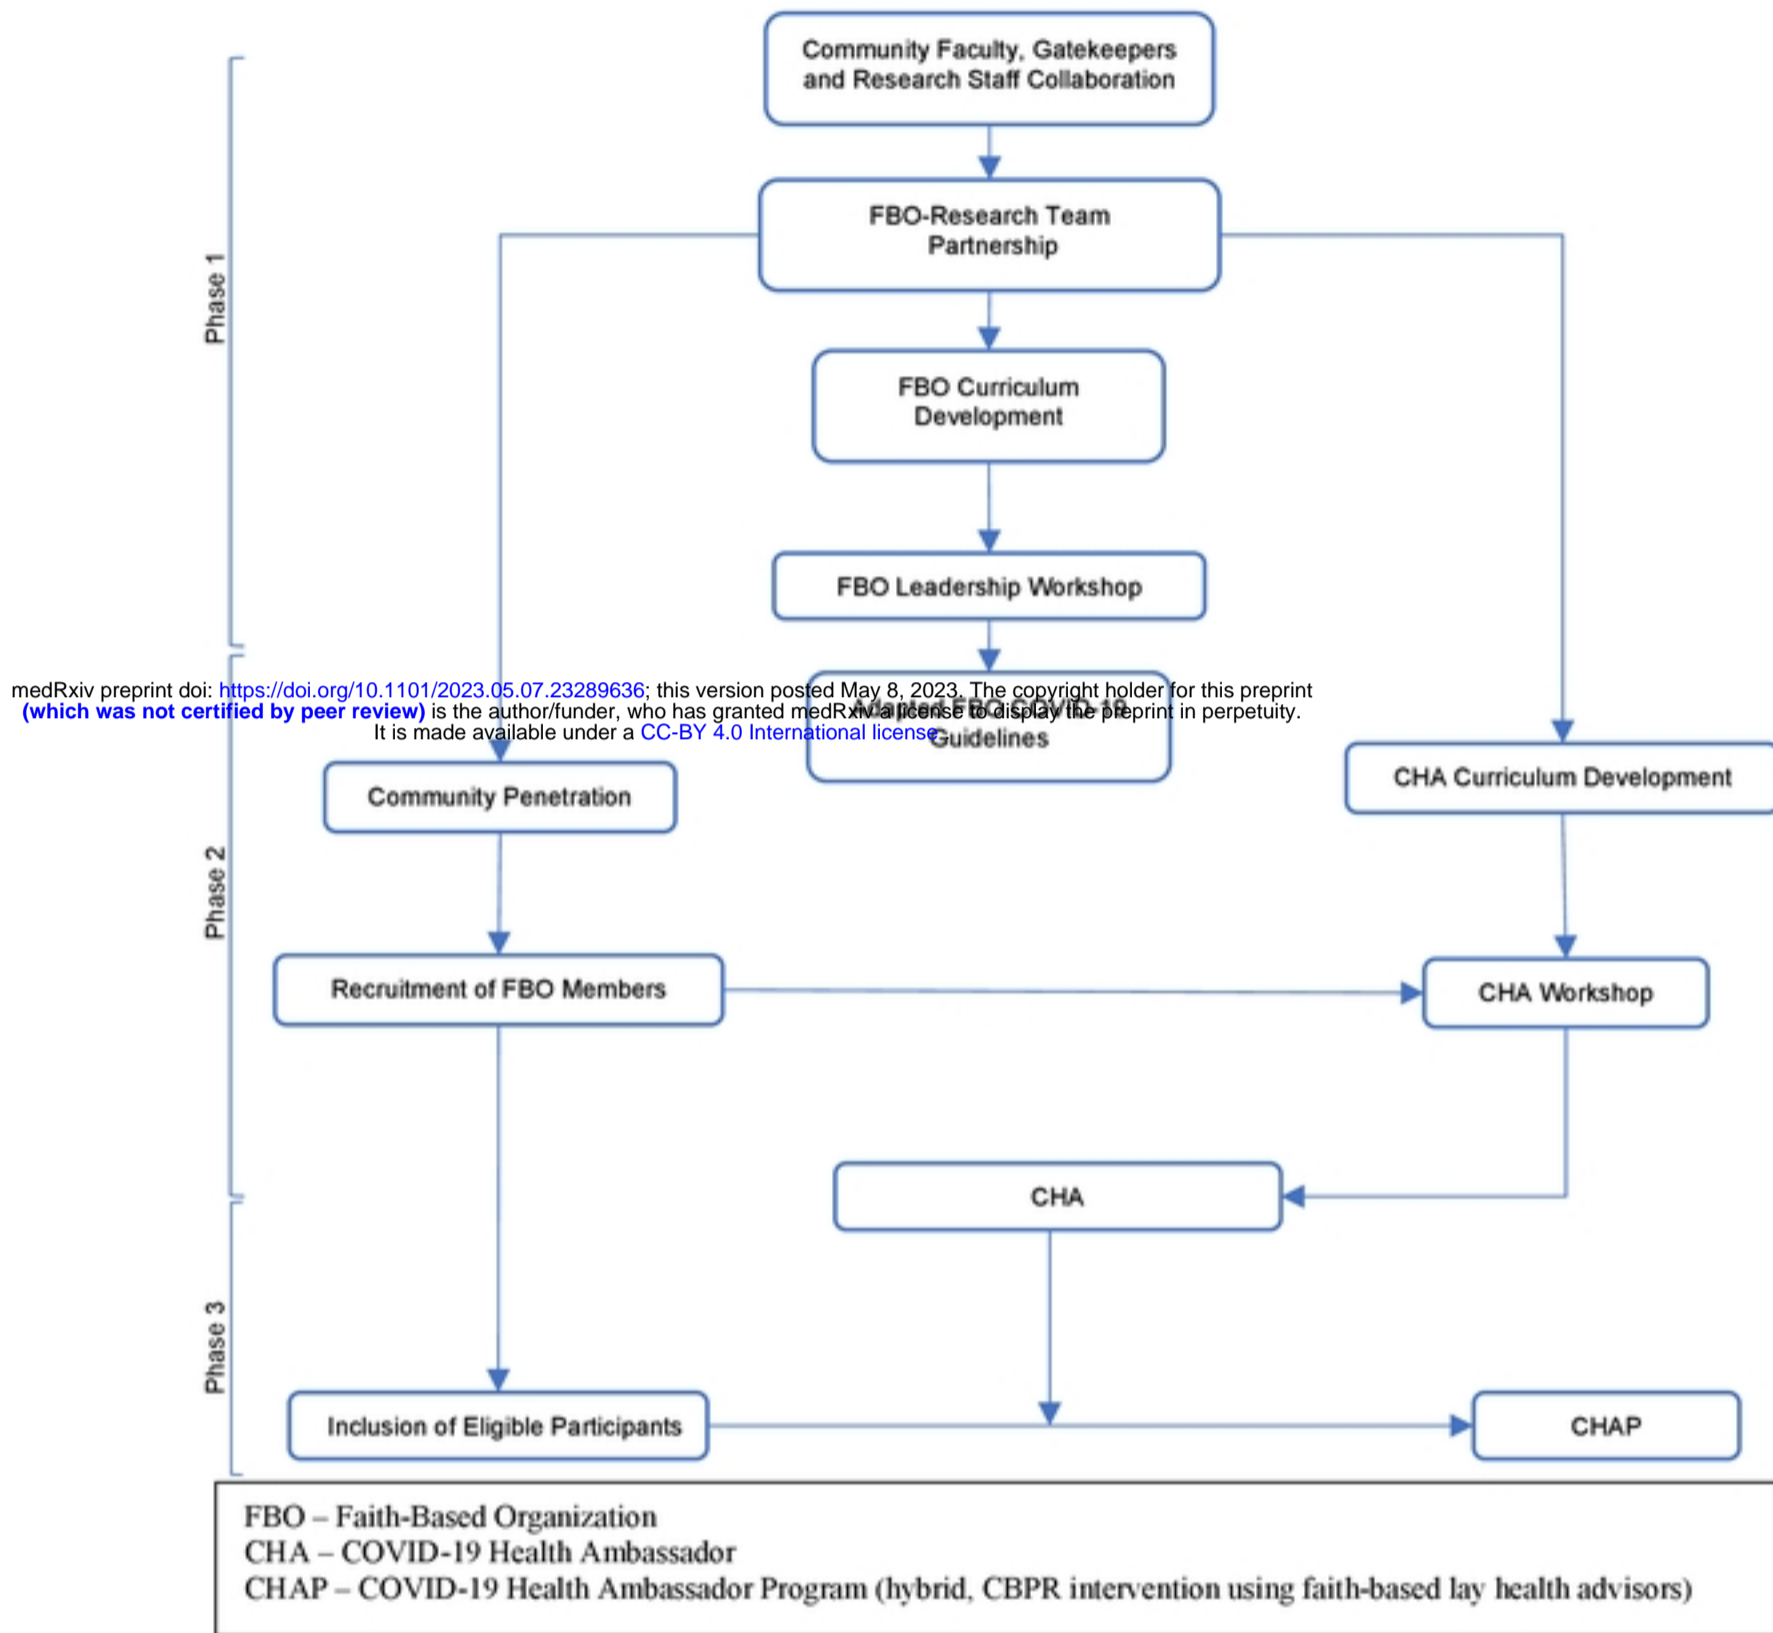 Community Faculty, Gatekeepers
and Research Staff Collaboration
FBO-Research Team
Partnership
Phase 1
FBO Curriculum
Development
FBO Leadership Workshop
medRxiv preprint doi: https://doi.org/10.1101/2023.05.07.23289636; this version posted May 8, 2023. The copyright holder for this preprint
(which was not certified by peer review) is the author/funder, who has granted medRxiv a license to display the preprint in perpetuity.
It is made available under a CC-BY 4.0 International license.
Adapted FBO COVID-19
Guidelines
Community Penetration
CHA Curriculum Development
Phase 2
Recruitment of FBO Members
CHA Workshop
CHA
Phase 3
Inclusion of Eligible Participants
CHAP
FBO – Faith-Based Organization
CHA – COVID-19 Health Ambassador
CHAP – COVID-19 Health Ambassador Program (hybrid, CBPR intervention using faith-based lay health advisors)